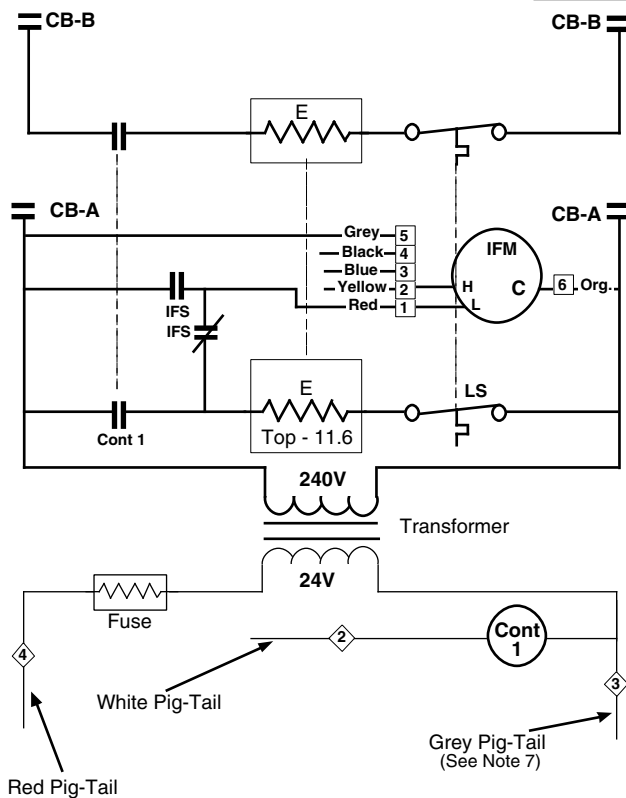 CB-B CB-B
E
CB-A CB-A
Grey 5
Black 4
Blue 3
Yellow 2
Red 1
IFM
H
C
L
6 Org.
IFS
IFS
E
Top - 11.6
LS
Cont 1
240V
Transformer
24V
Fuse
2
Cont
1
4
3
White Pig-Tail
Grey Pig-Tail
(See Note 7)
Red Pig-Tail